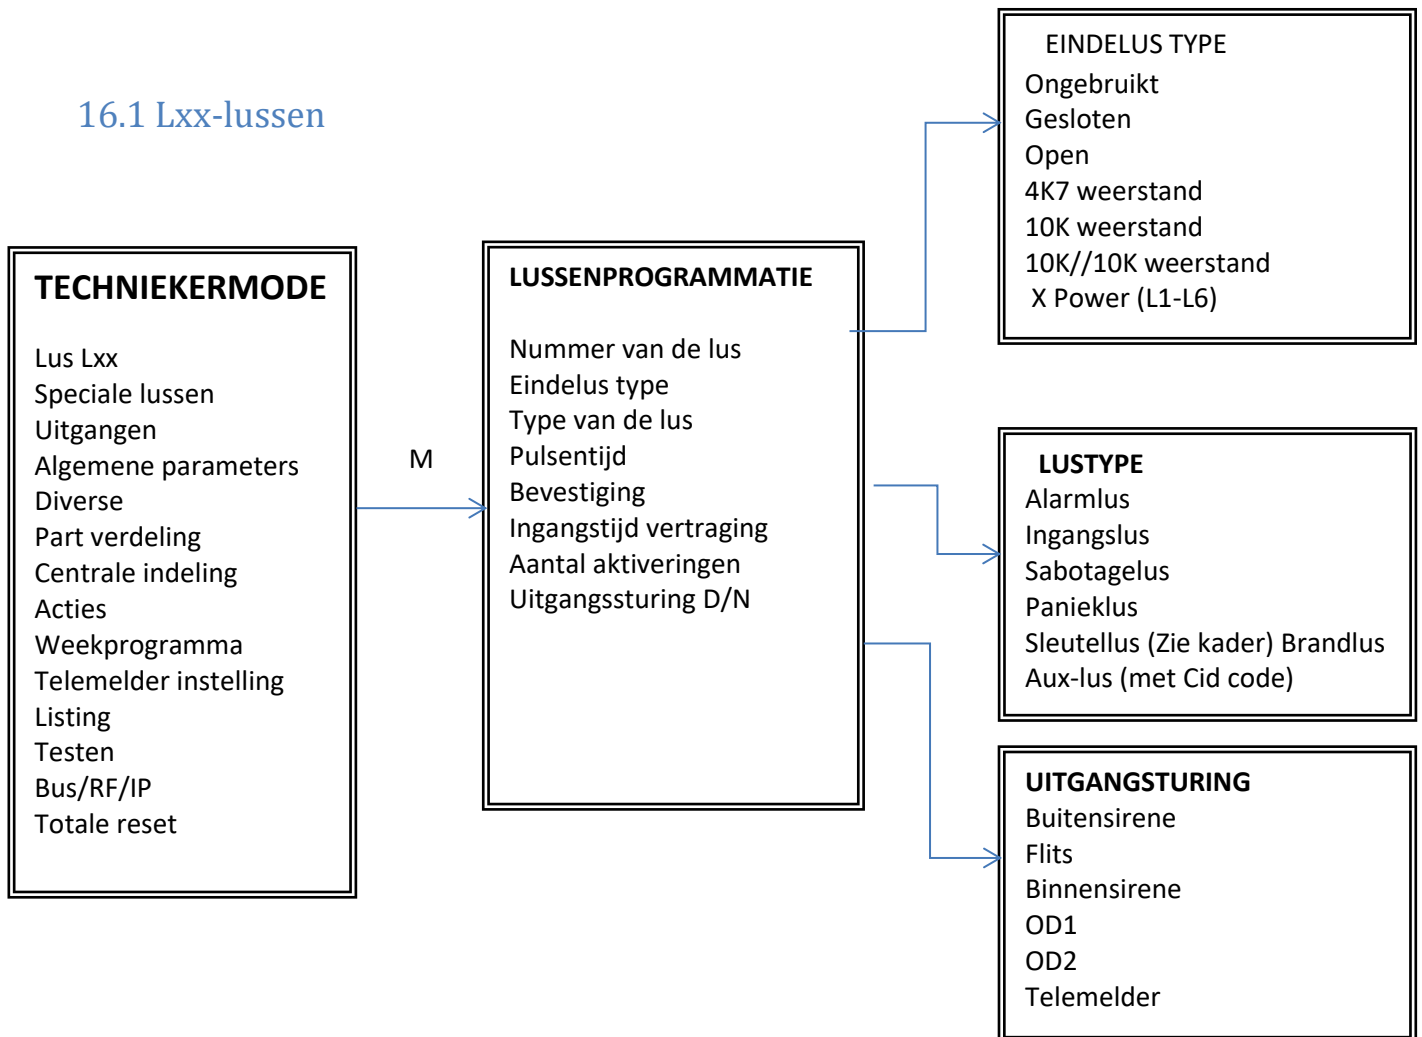 16.1 Lxx-lussen
TECHNIEKERMODE
Lus Lxx
Speciale lussen
Uitgangen
Algemene parameters
Diverse
Part verdeling
Centrale indeling
Acties
Weekprogramma
Telemelder instelling
Listing
Testen
Bus/RF/IP
Totale reset
M
LUSSENPROGRAMMATIE
Nummer van de lus
Eindelus type
Type van de lus
Pulsentijd
Bevestiging
Ingangstijd vertraging
Aantal aktiveringen
Uitgangssturing D/N
EINDELUS TYPE
Ongebruikt
Gesloten
Open
4K7 weerstand
10K weerstand
10K//10K weerstand
X Power (L1-L6)
LUSTYPE
Alarmlus
Ingangslus
Sabotagelus
Panieklus
Sleutellus (Zie kader) Brandlus
Aux-lus (met Cid code)
UITGANGSTURING
Buitensirene
Flits
Binnensirene
OD1
OD2
Telemelder